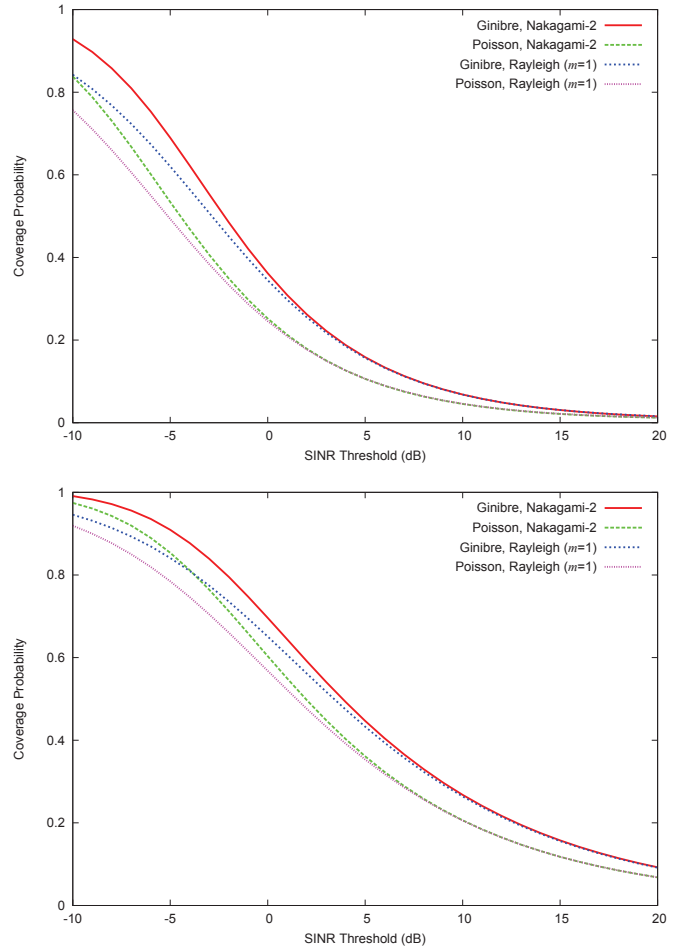 1
0.8
0.6
0.4
0.2
0
Coverage Probability
Ginibre, Nakagami-2
Poisson, Nakagami-2
Ginibre, Rayleigh (m=1)
Poisson, Rayleigh (m=1)
-10 -5 0 5 10 15 20
SINR Threshold (dB)
1
0.8
0.6
0.4
0.2
0
Coverage Probability
Ginibre, Nakagami-2
Poisson, Nakagami-2
Ginibre, Rayleigh (m=1)
Poisson, Rayleigh (m=1)
-10 -5 0 5 10 15 20
SINR Threshold (dB)